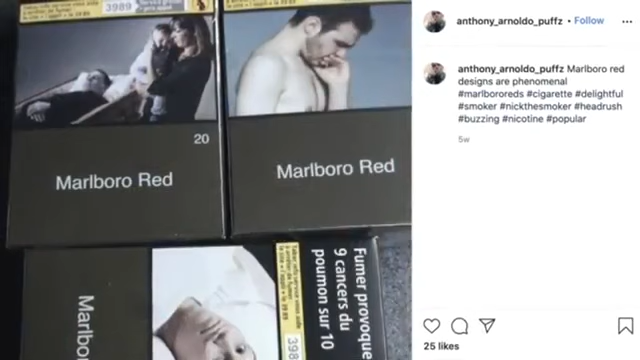 3989
20
Marlboro Red
Marlboro Red
Fumer provoque
9 cancers du
poumon sur 10
398
Marlboro
anthony_arnoldo_puffz • Follow
anthony_arnoldo_puffz Marlboro red
designs are phenomenal
#marlbororeds #cigarette #delightful
#smoker #nickthesmoker #headrush
#buzzing #nicotine #popular
5w
25 likes